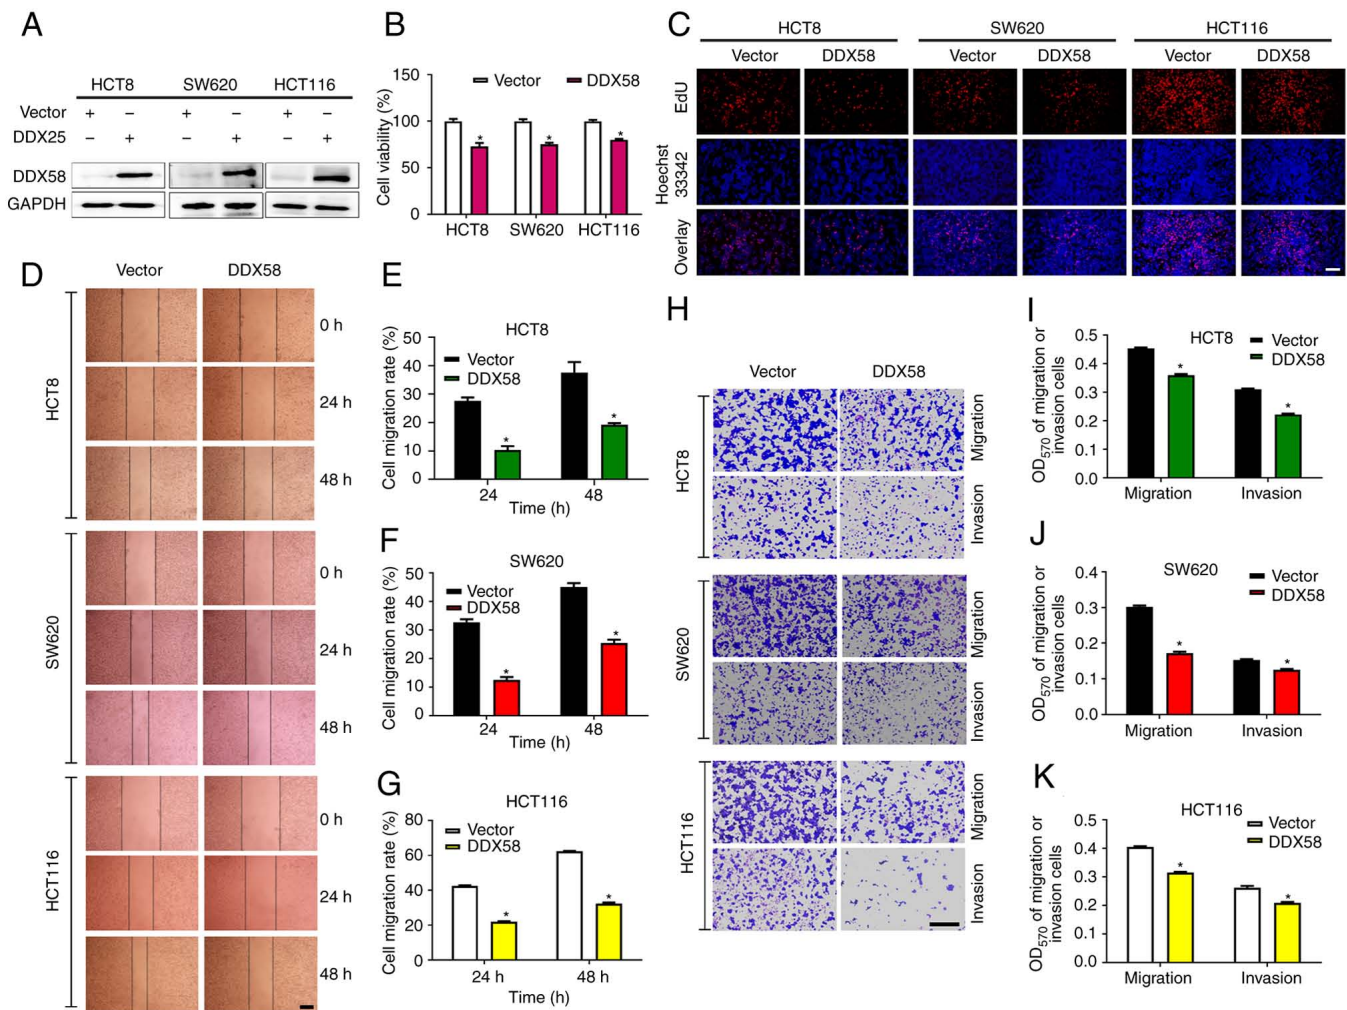 A
HCT8 SW620 HCT116
Vector + – + – + –
DDX25 – + – + – +
DDX58
GAPDH
B
Cell viability (%)
150
100
50
0
Vector DDX58
* * *
HCT8 SW620 HCT116
C
HCT8 SW620 HCT116
Vector DDX58 Vector DDX58 Vector DDX58
EdU
Hoechst
33342
Overlay
D
Vector DDX58
HCT8
0 h
24 h
48 h
SW620
0 h
24 h
48 h
HCT116
0 h
24 h
48 h
E
HCT8
Cell migration rate (%)
50
40
30
20
10
0
Vector
DDX58
* *
24 48
Time (h)
F
SW620
Cell migration rate (%)
50
40
30
20
10
0
Vector
DDX58
* *
24 48
Time (h)
G
HCT116
Cell migration rate (%)
80
60
40
20
0
Vector
DDX58
* *
24 h 48 h
Time (h)
H
Vector DDX58
HCT8
Migration
Invasion
SW620
Migration
Invasion
HCT116
Migration
Invasion
I
HCT8
OD570 of migration or
invasion cells
0.5
0.4
0.3
0.2
0.1
0.0
Vector
DDX58
* *
Migration Invasion
J
SW620
OD570 of migration or
invasion cells
0.4
0.3
0.2
0.1
0.0
Vector
DDX58
* *
Migration Invasion
K
HCT116
OD570 of migration or
invasion cells
0.5
0.4
0.3
0.2
0.1
0.0
Vector
DDX58
* *
Migration Invasion